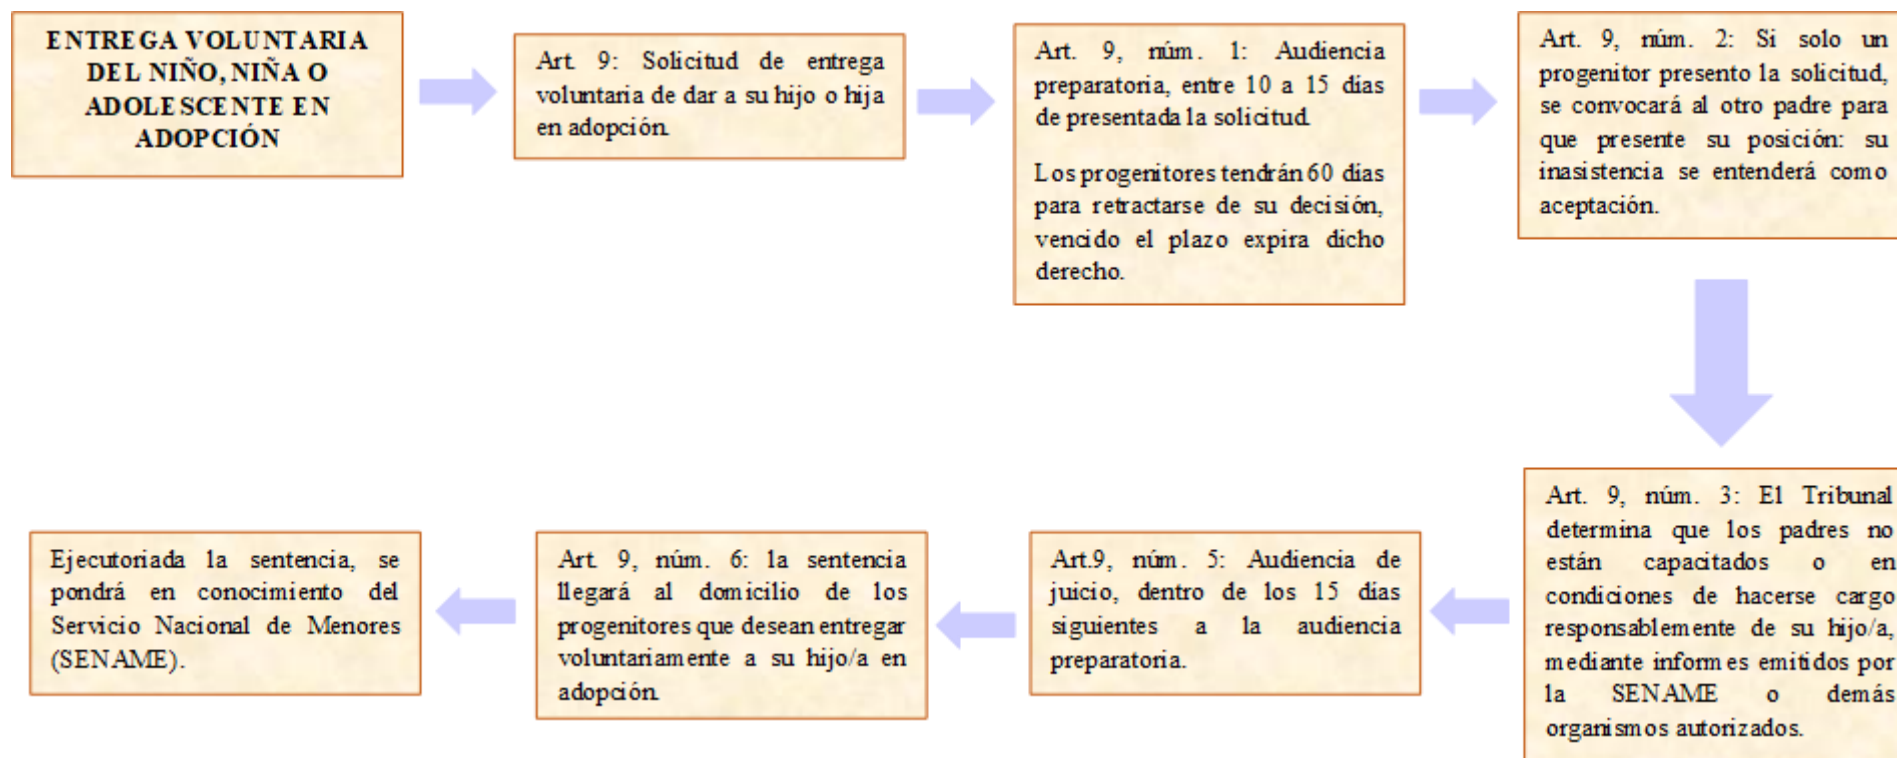 ENTREGA VOLUNTARIA
DEL NIÑO, NIÑA O
ADOLESCENTE EN
ADOPCIÓN
Art. 9: Solicitud de entrega
voluntaria de dar a su hijo o hija
en adopción.
Art. 9, núm. 1: Audiencia
preparatoria, entre 10 a 15 días
de presentada la solicitud.
Los progenitores tendrán 60 días
para retractarse de su decisión,
vencido el plazo expira dicho
derecho.
Art. 9, núm. 2: Si solo un
progenitor presento la solicitud,
se convocará al otro padre para
que presente su posición: su
inasistencia se entenderá como
aceptación.
Art. 9, núm. 3: El Tribunal
determina que los padres no
están capacitados o en
condiciones de hacerse cargo
responsablemente de su hijo/a,
mediante informes emitidos por
la SENAME o demás
organismos autorizados.
Art.9, núm. 5: Audiencia de
juicio, dentro de los 15 días
siguientes a la audiencia
preparatoria.
Art. 9, núm. 6: la sentencia
llegará al domicilio de los
progenitores que desean entregar
voluntariamente a su hijo/a en
adopción.
Ejecutoriada la sentencia, se
pondrá en conocimiento del
Servicio Nacional de Menores
(SENAME).